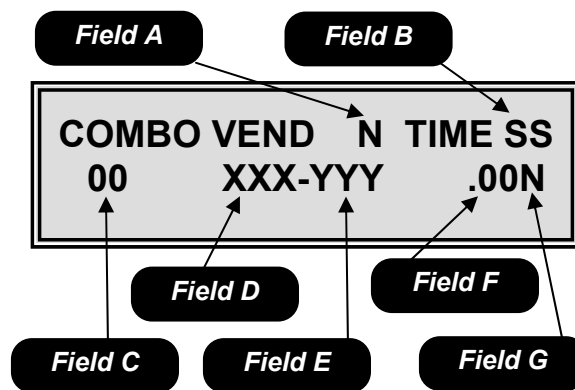 Field A
Field B
COMBO VEND N TIME SS
00 XXX-YYY .00N
Field D
Field F
Field C
Field E
Field G